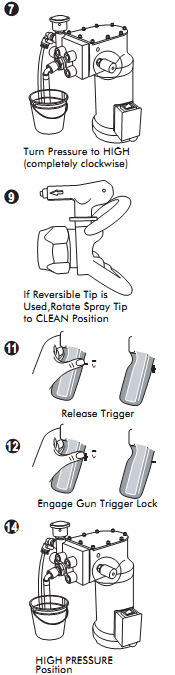 7
Turn Pressure to HIGH
(completely clockwise)
9
If Reversible Tip is
Used,Rotate Spray Tip
to CLEAN Position
11
Release Trigger
12
Engage Gun Trigger Lock
14
HIGH PRESSURE
Position